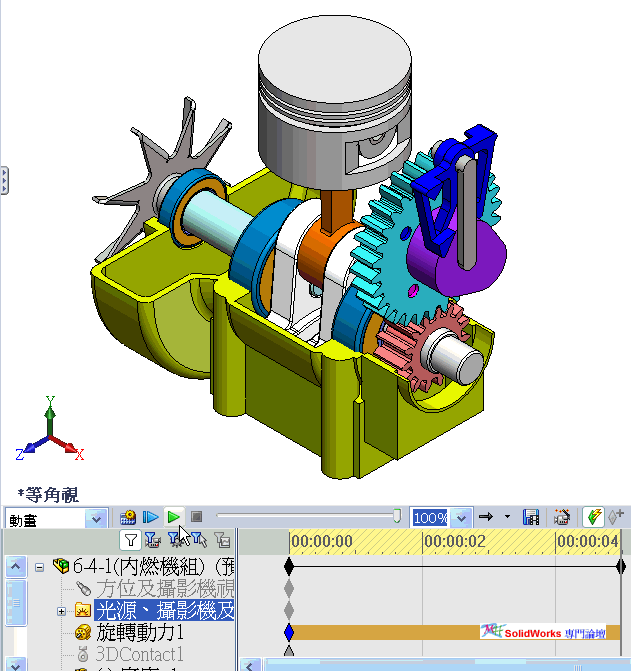 Y
Z
X
*等角視
動畫
100%
00:00:00
00:00:02
00:00:04
6-4-1(內燃機組) (預
方位及攝影機視
光源、攝影機及
旋轉動力1
SolidWorks 專門論壇
3DContact1